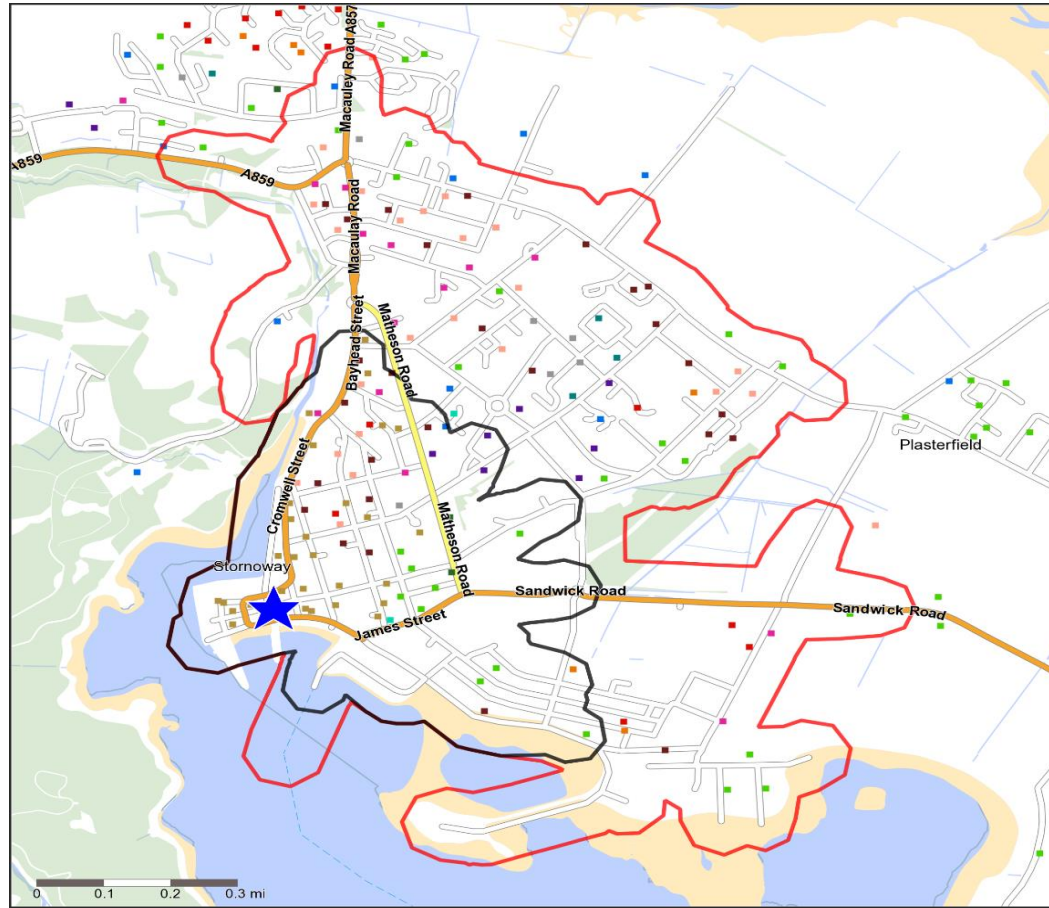 Macauley Road A857
A859
A859
Macaulay Road
Bayhead Street
Matheson Road
Plasterfield
Cromwell Street
Matheson Road
Stornoway
Sandwick Road
Sandwick Road
James Street
0 0.1 0.2 0.3 mi